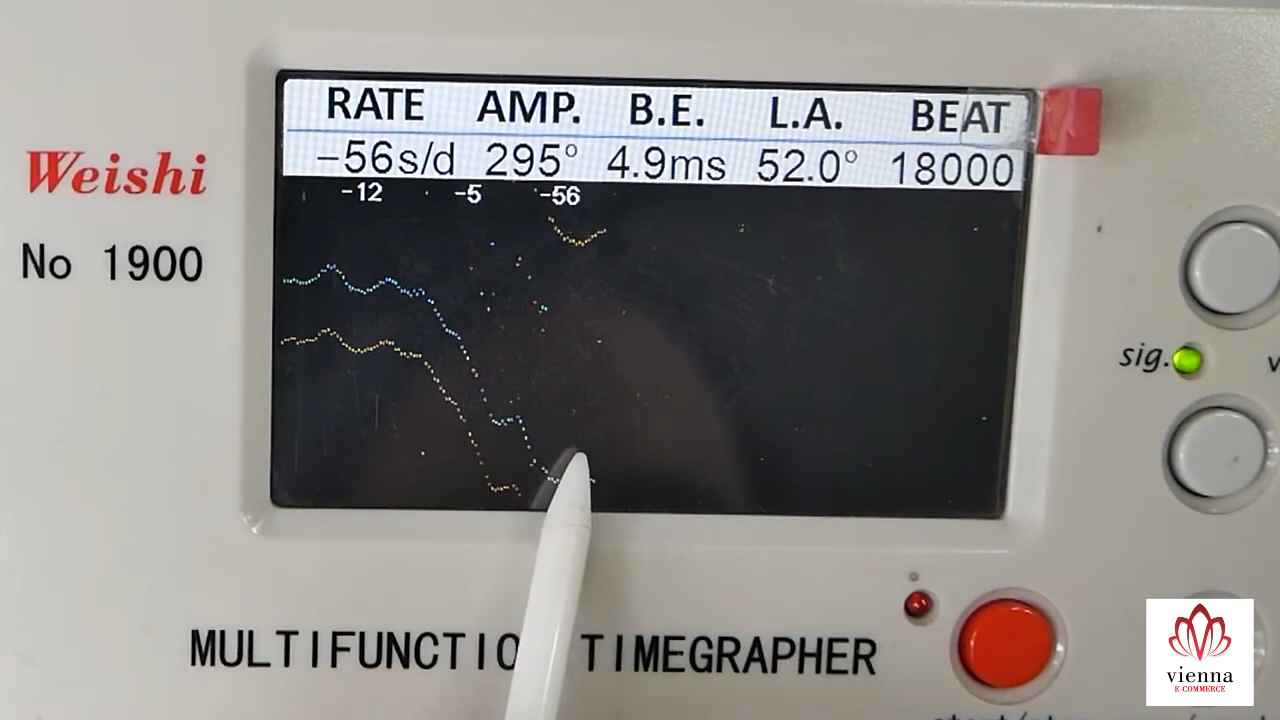 RATE AMP. B.E. L.A. BEAT
-56s/d 295° 4.9ms 52.0° 18000
-12 -5 -56
Weishi
No 1900
sig.
MULTIFUNCTIO TIMEGRAPHER
vienna
E-COMMERCE